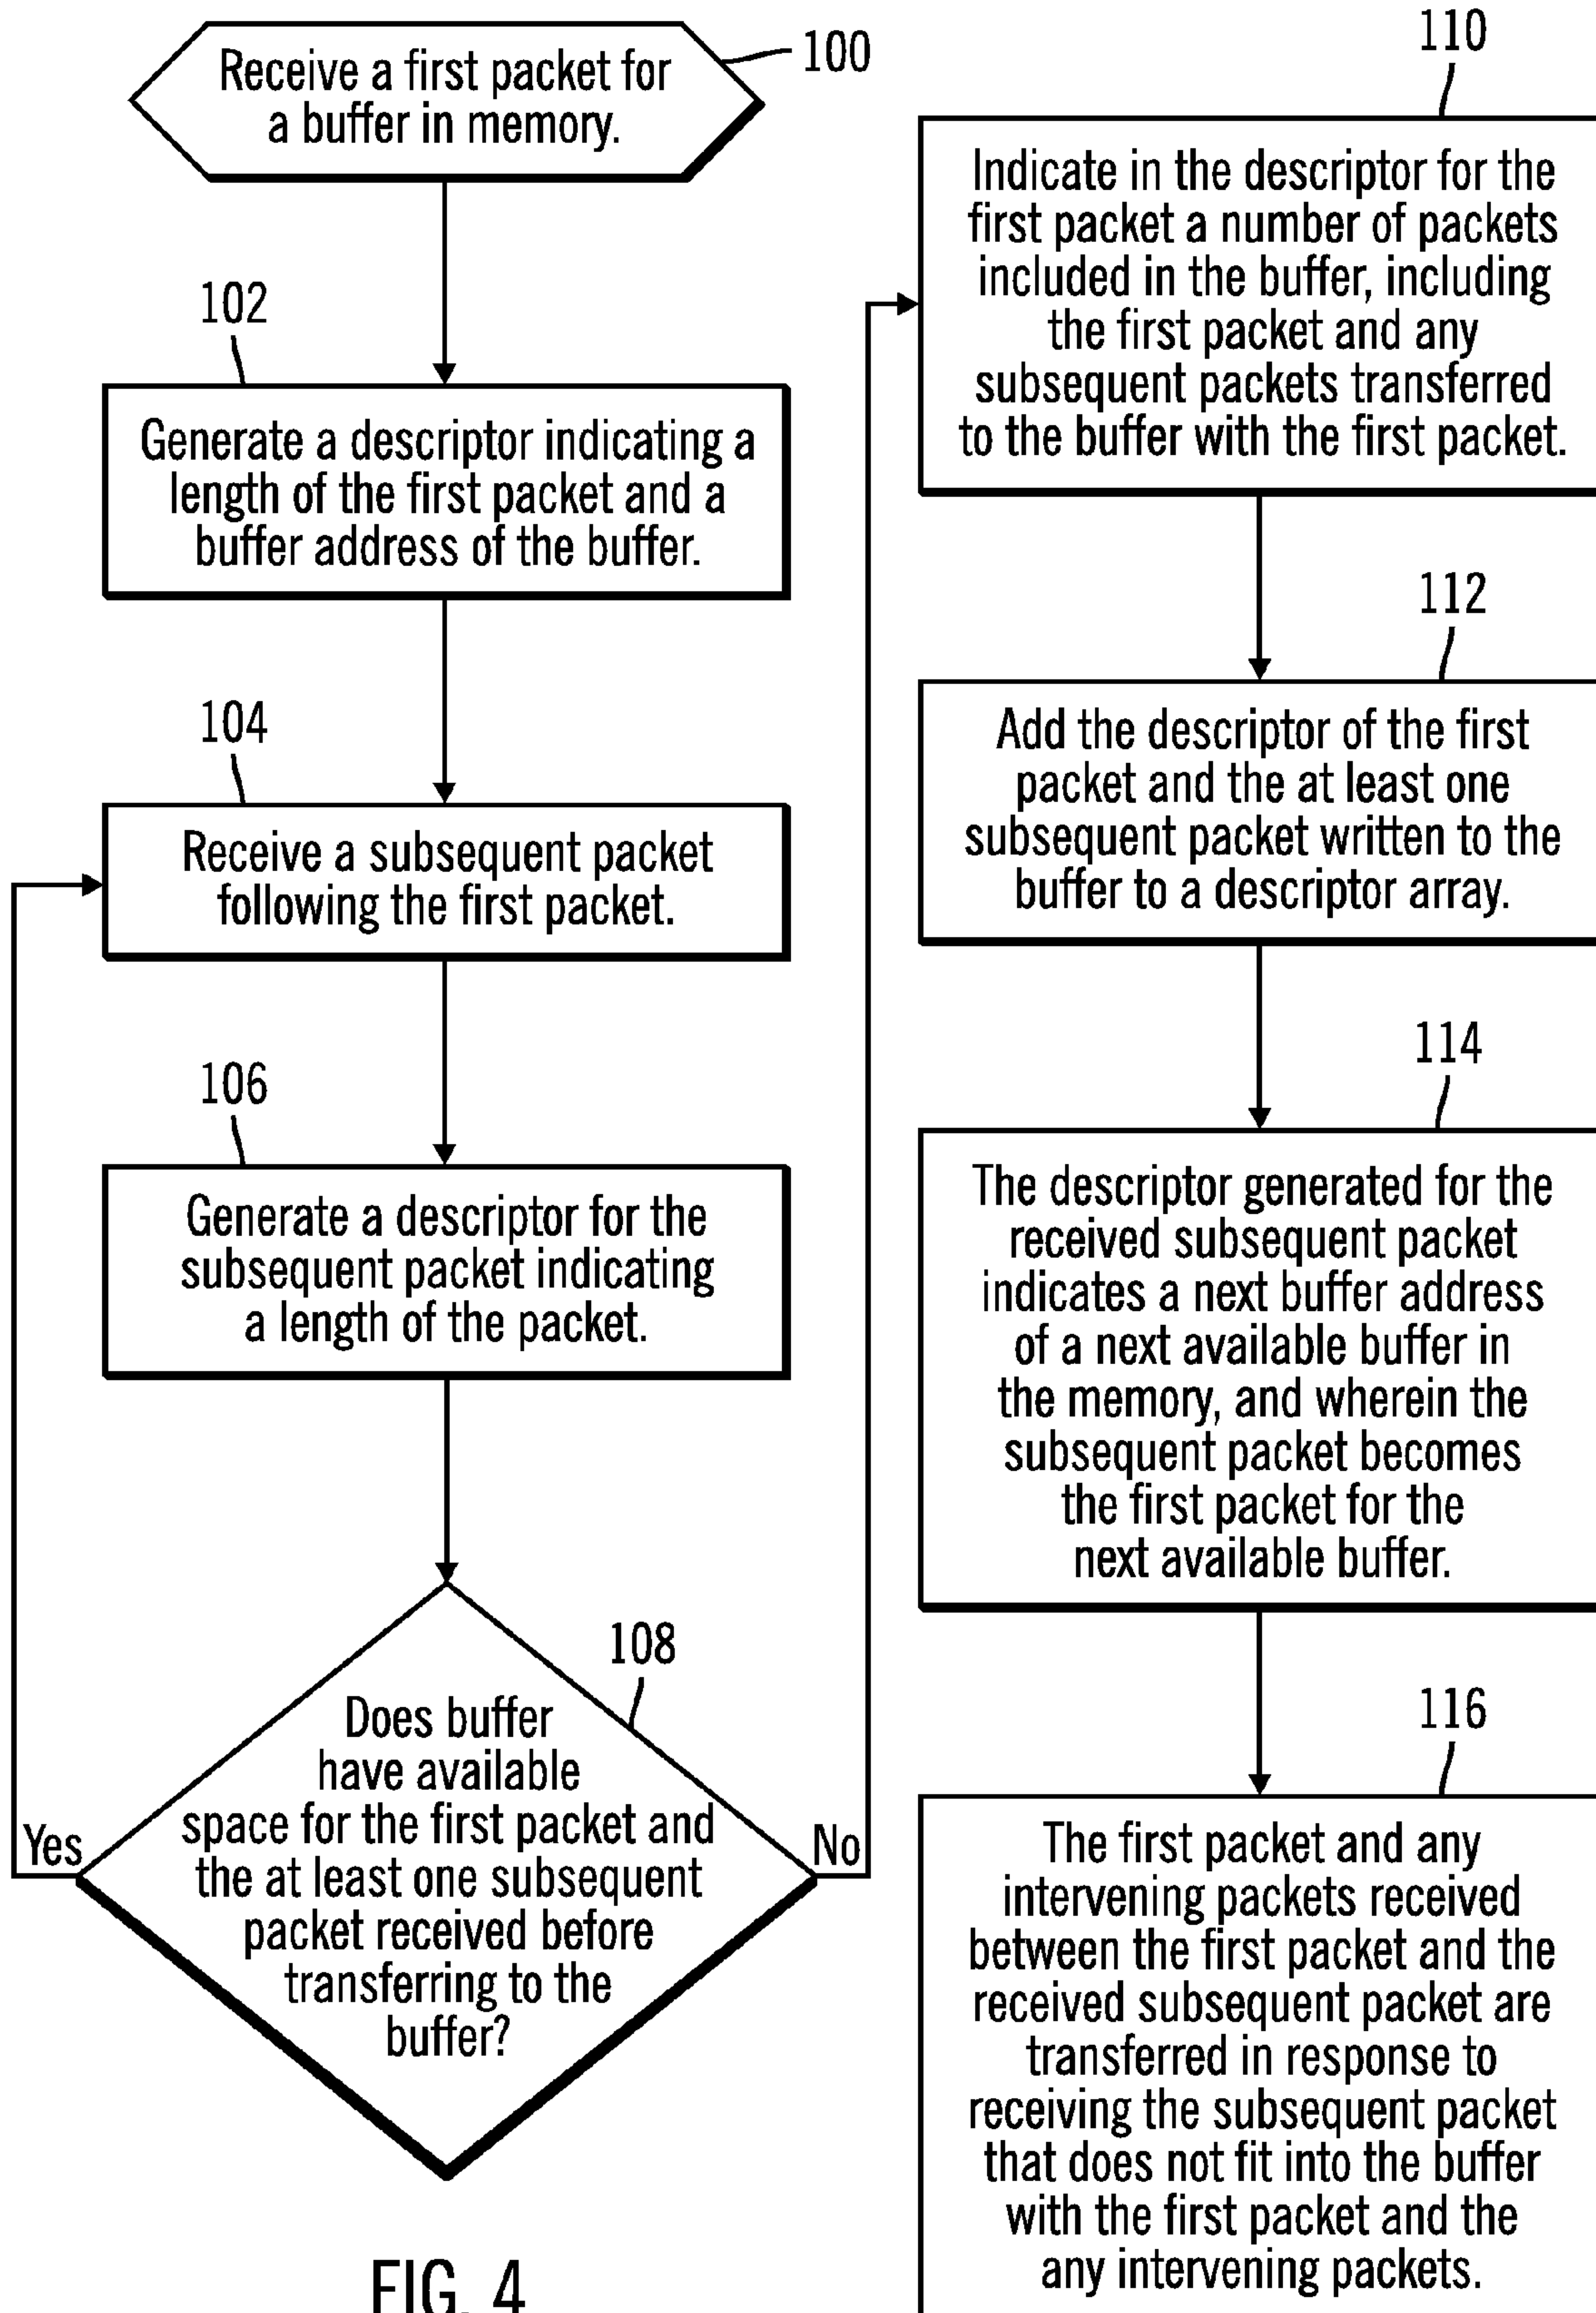 Receive a first packet for
a buffer in memory.
100
102
Generate a descriptor indicating a
length of the first packet and a
buffer address of the buffer.
104
Receive a subsequent packet
following the first packet.
106
Generate a descriptor for the
subsequent packet indicating
a length of the packet.
108
Does buffer
have available
space for the first packet and
the at least one subsequent
packet received before
transferring to the
buffer?
Yes
No
110
Indicate in the descriptor for the
first packet a number of packets
included in the buffer, including
the first packet and any
subsequent packets transferred
to the buffer with the first packet.
112
Add the descriptor of the first
packet and the at least one
subsequent packet written to the
buffer to a descriptor array.
114
The descriptor generated for the
received subsequent packet
indicates a next buffer address
of a next available buffer in
the memory, and wherein the
subsequent packet becomes
the first packet for the
next available buffer.
116
The first packet and any
intervening packets received
between the first packet and the
received subsequent packet are
transferred in response to
receiving the subsequent packet
that does not fit into the buffer
with the first packet and the
any intervening packets.
FIG. 4